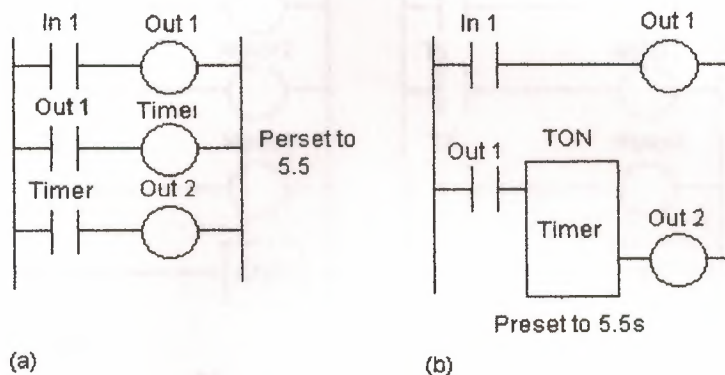 In 1 Out 1
Out 1 Timer
Timer Out 2
Perset to
5.5
(a)
In 1 Out 1
Out 1 TON
Timer
Out 2
Preset to 5.5s
(b)